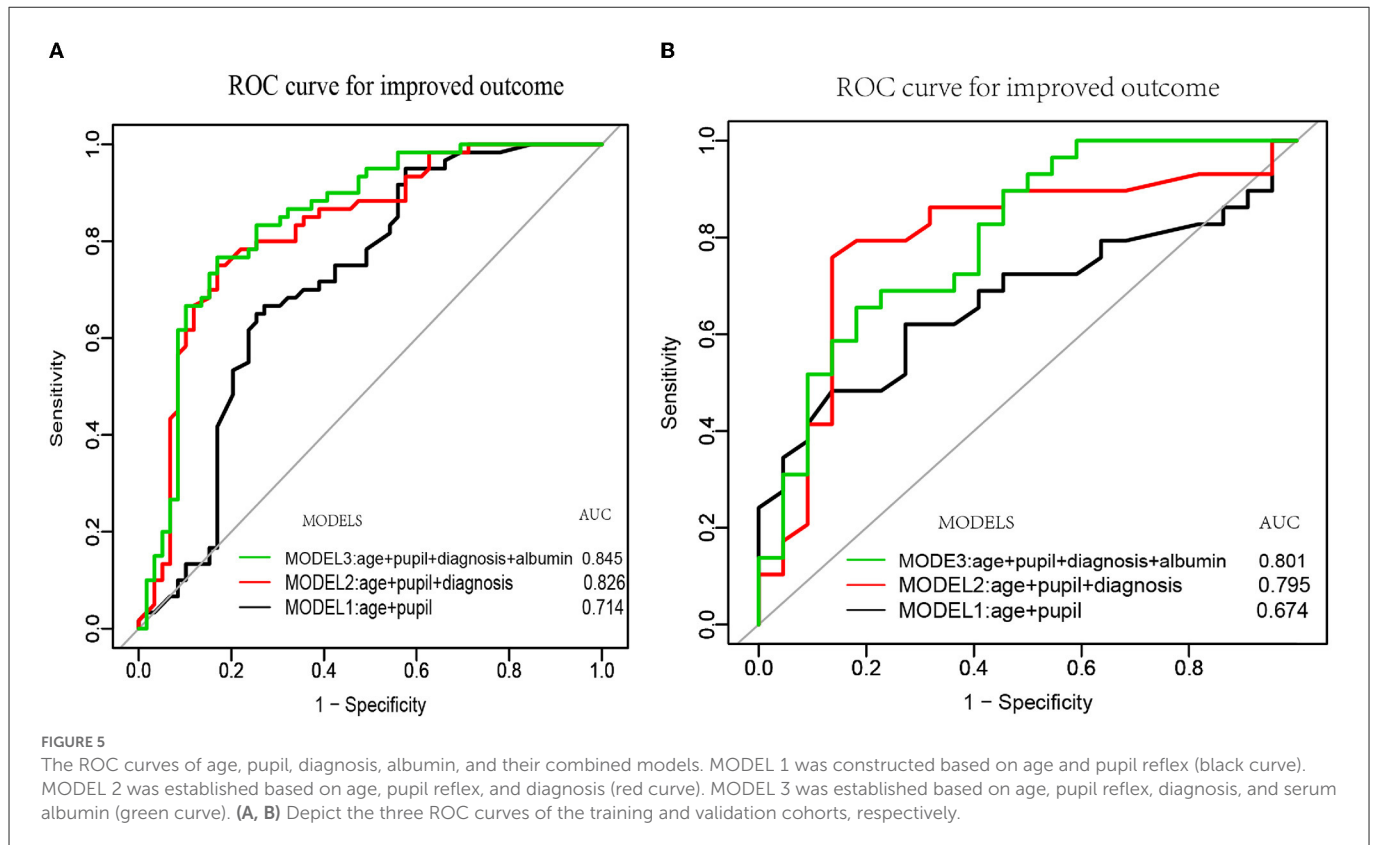 A
ROC curve for improved outcome
Sensitivity
1.0
0.8
0.6
0.4
0.2
0.0
MODELS AUC
MODEL3:age+pupil+diagnosis+albumin 0.845
MODEL2:age+pupil+diagnosis 0.826
MODEL1:age+pupil 0.714
0.0 0.2 0.4 0.6 0.8 1.0
1 − Specificity
B
ROC curve for improved outcome
Sensitivity
1.0
0.8
0.6
0.4
0.2
0.0
MODELS AUC
MODE3:age+pupil+diagnosis+albumin 0.801
MODEL2:age+pupil+diagnosis 0.795
MODEL1:age+pupil 0.674
0.0 0.2 0.4 0.6 0.8
1 − Specificity
FIGURE 5
The ROC curves of age, pupil, diagnosis, albumin, and their combined models. MODEL 1 was constructed based on age and pupil reflex (black curve).
MODEL 2 was established based on age, pupil reflex, and diagnosis (red curve). MODEL 3 was established based on age, pupil reflex, diagnosis, and serum
albumin (green curve). (A, B) Depict the three ROC curves of the training and validation cohorts, respectively.